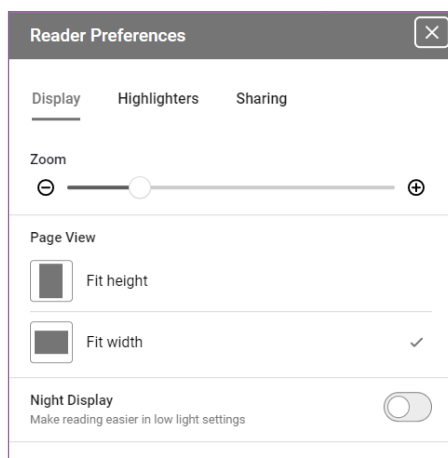 Reader Preferences
Display Highlighters Sharing
Zoom
Page View
Fit height
Fit width
Night Display
Make reading easier in low light settings